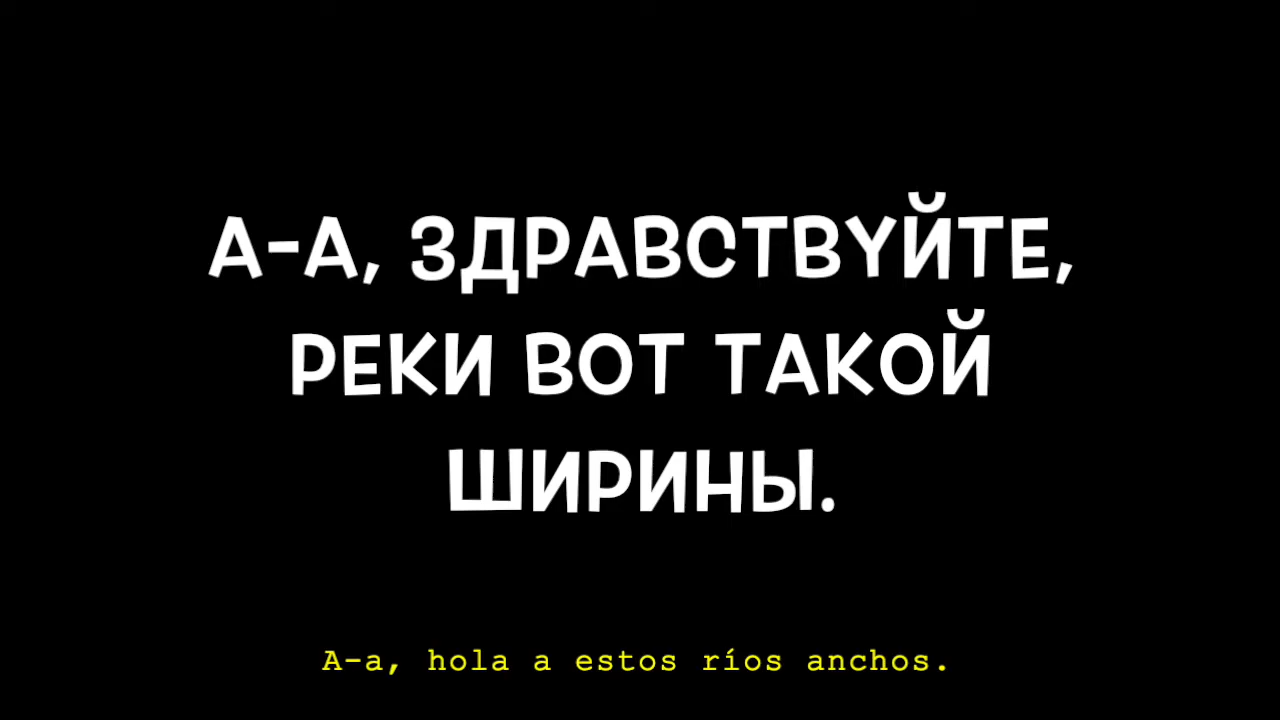 А-А, ЗДРАВСТВУЙТЕ,
РЕКИ ВОТ ТАКОЙ
ШИРИНЫ.
A-a, hola a estos ríos anchos.